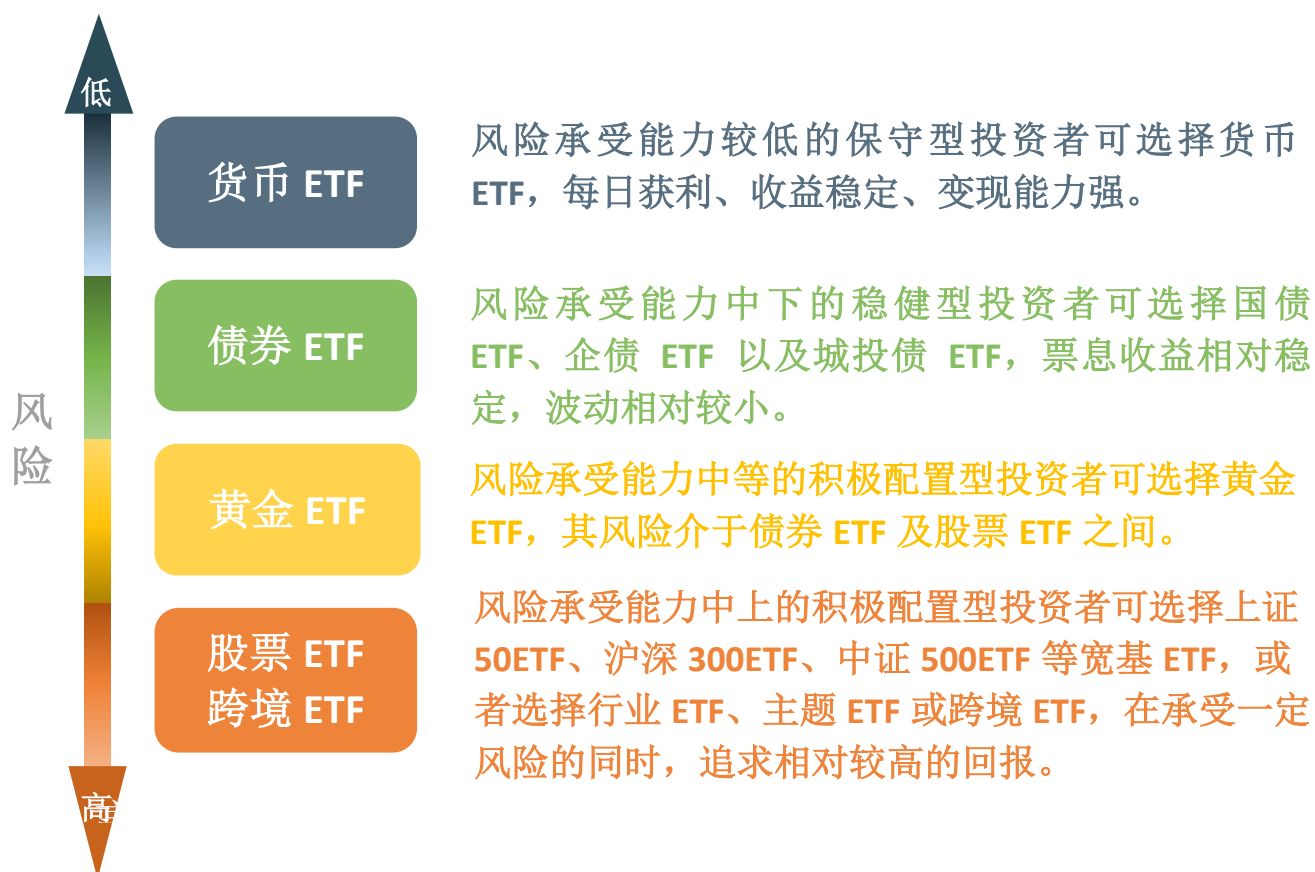 低
货币 ETF
风险承受能力较低的保守型投资者可选择货币
ETF，每日获利、收益稳定、变现能力强。
债券 ETF
风险承受能力中下的稳健型投资者可选择国债
ETF、企债 ETF 以及城投债 ETF，票息收益相对稳
定，波动相对较小。
风
险
黄金 ETF
风险承受能力中等的积极配置型投资者可选择黄金
ETF，其风险介于债券 ETF 及股票 ETF 之间。
股票 ETF
跨境 ETF
风险承受能力中上的积极配置型投资者可选择上证
50ETF、沪深 300ETF、中证 500ETF 等宽基 ETF，或
者选择行业 ETF、主题 ETF 或跨境 ETF，在承受一定
风险的同时，追求相对较高的回报。
高